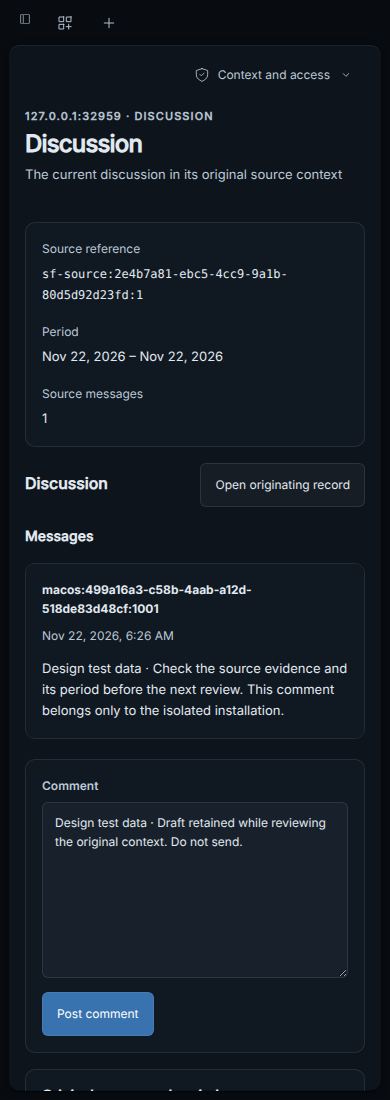 Context and access
127.0.0.1:32959 · DISCUSSION
Discussion
The current discussion in its original source context
Source reference
sf-source:2e4b7a81-ebc5-4cc9-9a1b-
80d5d92d23fd:1
Period
Nov 22, 2026 – Nov 22, 2026
Source messages
1
Discussion
Open originating record
Messages
macos:499a16a3-c58b-4aab-a12d-
518de83d48cf:1001
Nov 22, 2026, 6:26 AM
Design test data · Check the source evidence and
its period before the next review. This comment
belongs only to the isolated installation.
Comment
Design test data · Draft retained while reviewing
the original context. Do not send.
Post comment